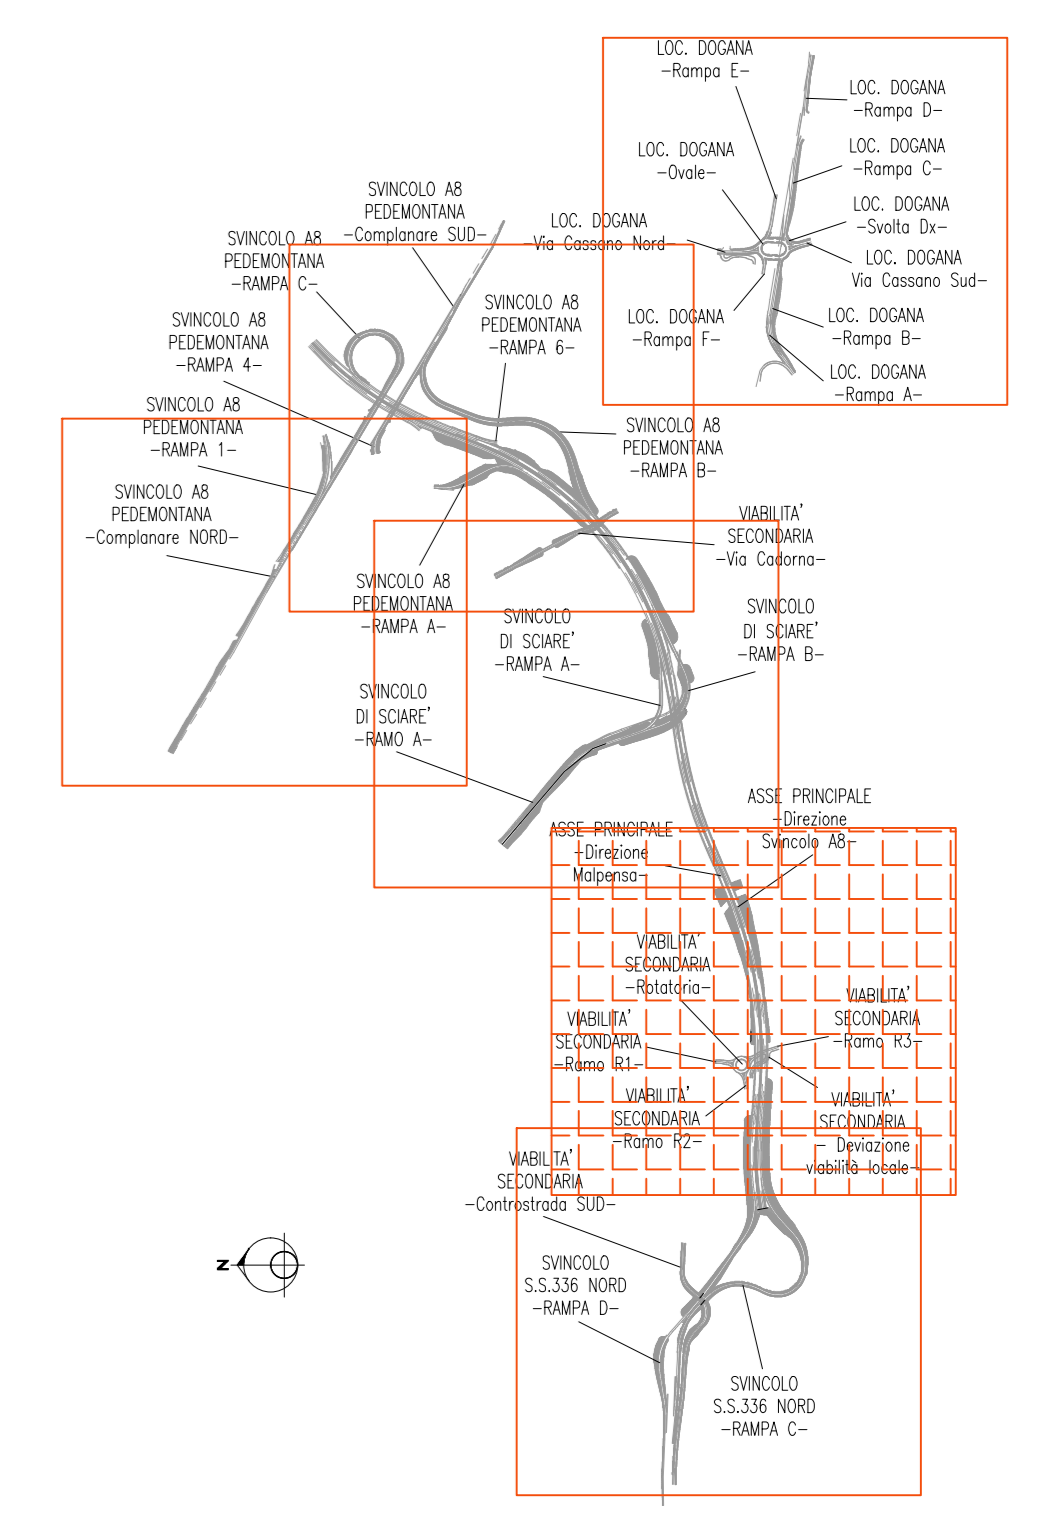 LOC. DOGANA
-Rampa E-
LOC. DOGANA
-Rampa D-
LOC. DOGANA
-Ovale-
LOC. DOGANA
-Rampa C-
SVINCOLO A8
PEDEMONTANA
-Complanare SUD-
LOC. DOGANA
-Svolta Dx-
LOC. DOGANA
-Via Cassano Nord-
SVINCOLO A8
PEDEMONTANA
-RAMPA C-
LOC. DOGANA
Via Cassano Sud-
SVINCOLO A8
PEDEMONTANA
-RAMPA 6-
LOC. DOGANA
-Rampa F-
LOC. DOGANA
-Rampa B-
SVINCOLO A8
PEDEMONTANA
-RAMPA 4-
LOC. DOGANA
-Rampa A-
SVINCOLO A8
PEDEMONTANA
-RAMPA 1-
SVINCOLO A8
PEDEMONTANA
-RAMPA B-
SVINCOLO A8
PEDEMONTANA
-Complanare NORD-
VIABILITA'
SECONDARIA
-Via Cadorna-
SVINCOLO A8
PEDEMONTANA
-RAMPA A-
SVINCOLO
DI SCIARE'
-RAMPA A-
SVINCOLO
DI SCIARE'
-RAMPA B-
SVINCOLO
DI SCIARE'
-RAMO A-
ASSE PRINCIPALE
-Direzione
Svincolo A8-
ASSE PRINCIPALE
-Direzione
Malpensa-
VIABILITA'
SECONDARIA
-Rotatoria-
VIABILITA'
SECONDARIA
-Ramo R3-
VIABILITA'
SECONDARIA
-Ramo R1-
VIABILITA'
SECONDARIA
-Ramo R2-
VIABILITA'
SECONDARIA
- Deviazione
viabilità locale-
VIABILITA'
SECONDARIA
-Controstrada SUD-
N
SVINCOLO
S.S.336 NORD
-RAMPA D-
SVINCOLO
S.S.336 NORD
-RAMPA C-